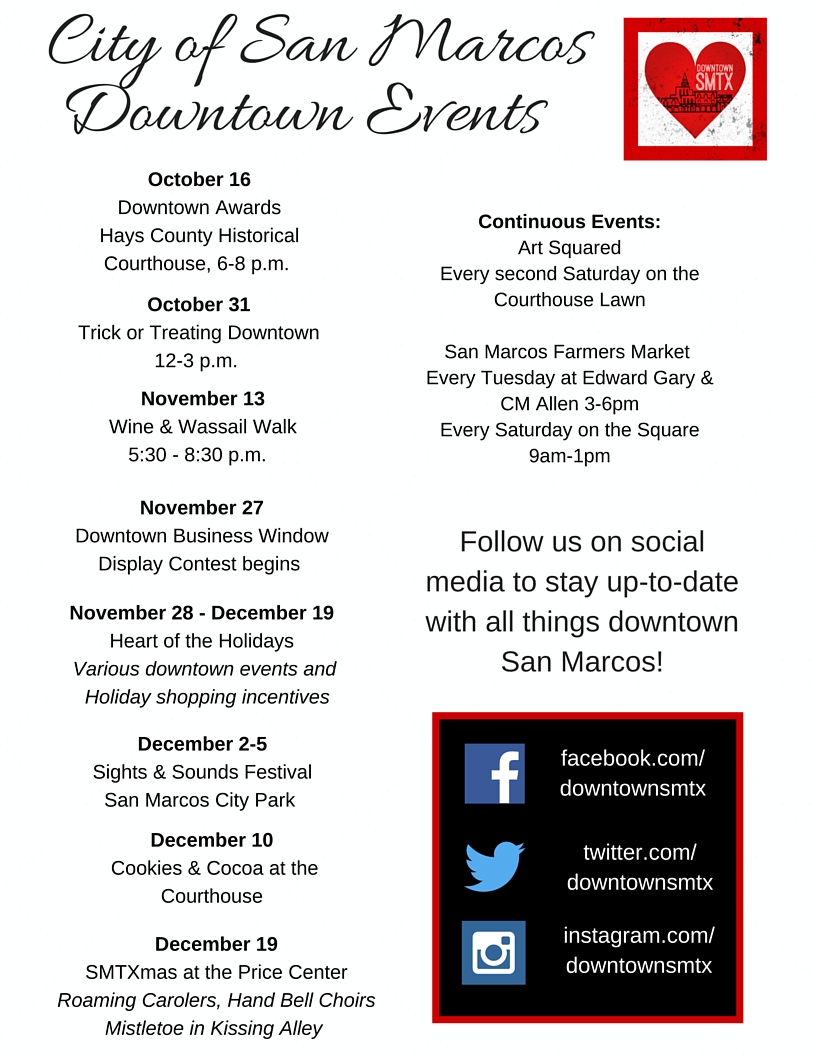 City of San Marcos
Downtown Events
DOWNTOWN
SMTX
October 16
Downtown Awards
Hays County Historical
Courthouse, 6-8 p.m.
October 31
Trick or Treating Downtown
12-3 p.m.
November 13
Wine & Wassail Walk
5:30 - 8:30 p.m.
November 27
Downtown Business Window
Display Contest begins
November 28 - December 19
Heart of the Holidays
Various downtown events and
Holiday shopping incentives
December 2-5
Sights & Sounds Festival
San Marcos City Park
December 10
Cookies & Cocoa at the
Courthouse
December 19
SMTXmas at the Price Center
Roaming Carolers, Hand Bell Choirs
Mistletoe in Kissing Alley
Continuous Events:
Art Squared
Every second Saturday on the
Courthouse Lawn
San Marcos Farmers Market
Every Tuesday at Edward Gary &
CM Allen 3-6pm
Every Saturday on the Square
9am-1pm
Follow us on social
media to stay up-to-date
with all things downtown
San Marcos!
facebook.com/
downtownsmtx
twitter.com/
downtownsmtx
instagram.com/
downtownsmtx